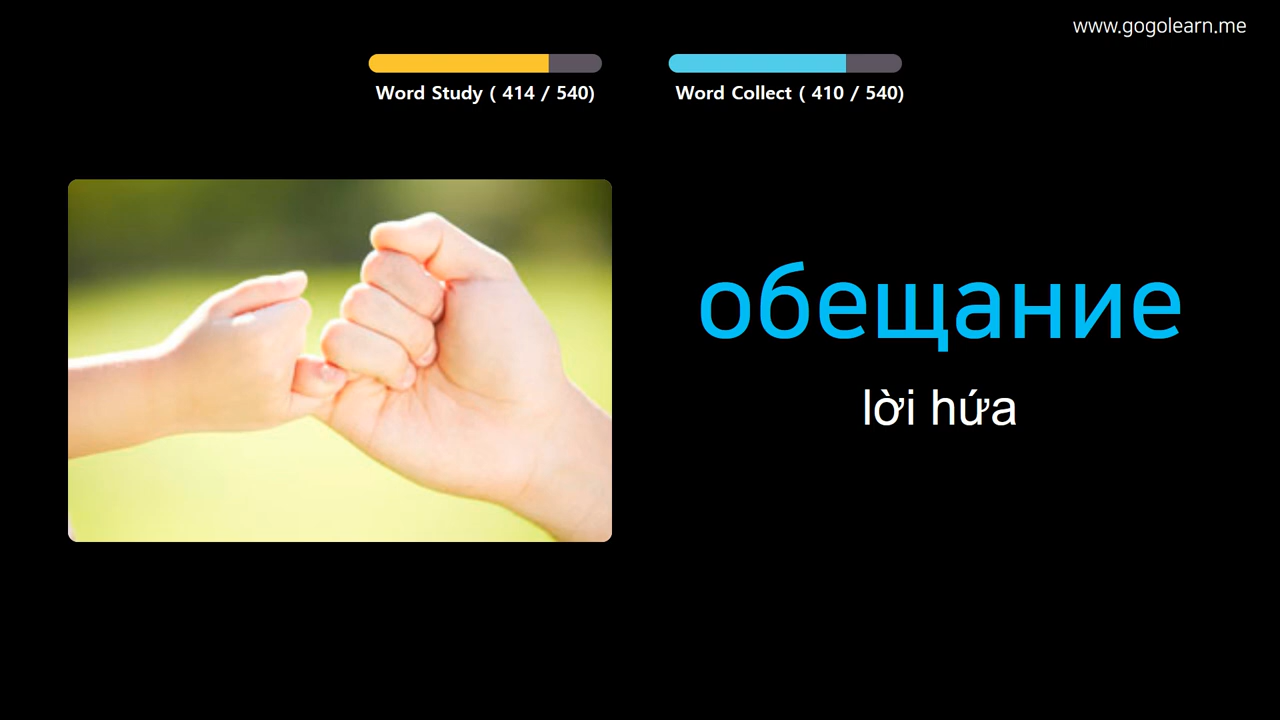 www.gogolearn.me
Word Study ( 414 / 540)
Word Collect ( 410 / 540)
обещание
lời hứa